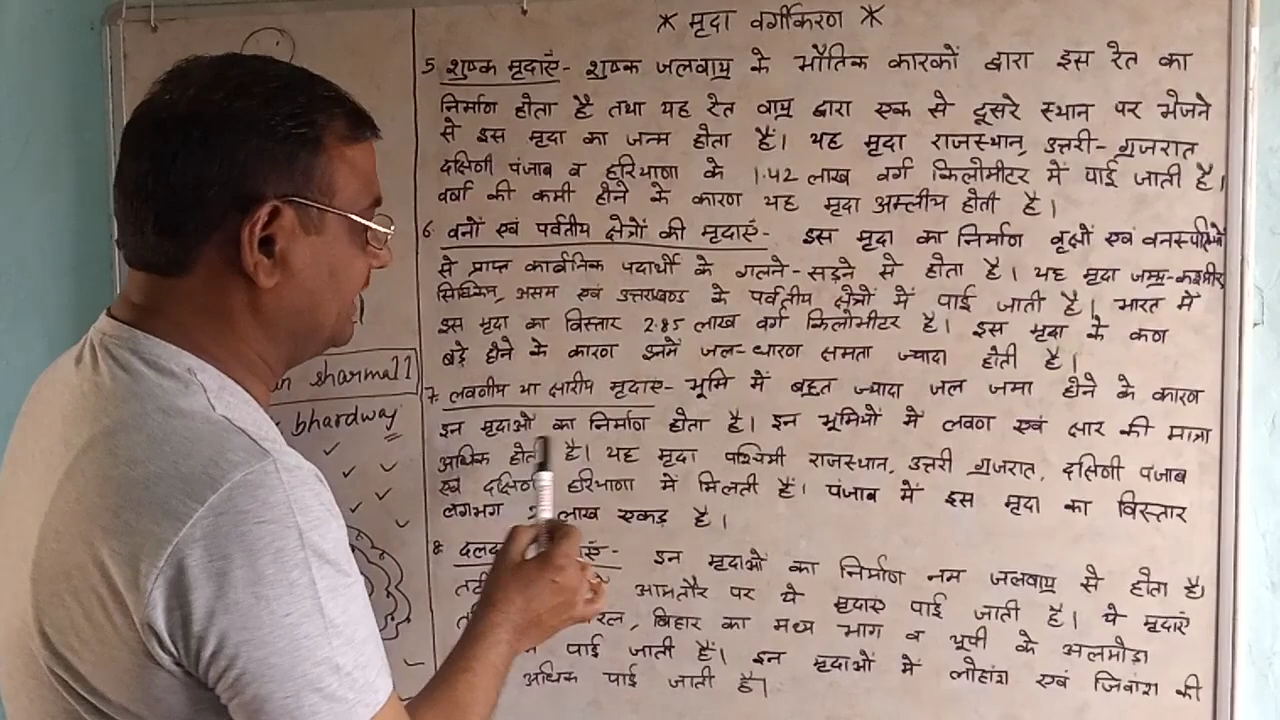 * मृदा वर्गीकरण *
5 शुष्क मृदाएं- शुष्क जलवायु के भौतिक कारकों द्वारा इस रेत का
निर्माण होता है तथा यह रेत वायु द्वारा एक से दूसरे स्थान पर भेजने
से इस मृदा का जन्म होता है। यह मृदा राजस्थान, उत्तरी- गुजरात
दक्षिणी पंजाब व हरियाणा के 1.42 लाख वर्ग किलोमीटर में पाई जाती है।
वर्षा की कमी होने के कारण यह मृदा अम्लीय होती है।
6. वनों एवं पर्वतीय क्षेत्रों की मृदाएं- इस मृदा का निर्माण वृक्षों एवं वनस्पतियों
से प्राप्त कार्बनिक पदार्थों के गलने-सड़ने से होता है। यह मृदा जम्मू-कश्मीर
सिक्किम, असम एवं उत्तराखण्ड के पर्वतीय क्षेत्रों में पाई जाती है। भारत में
इस मृदा का विस्तार 2.85 लाख वर्ग किलोमीटर है। इस मृदा के कण
बड़े होने के कारण इनमें जल-धारण क्षमता ज्यादा होती है।
7. लवणीय या क्षारीय मृदाएं- भूमि में बहुत ज्यादा जल जमा होने के कारण
इन मृदाओं का निर्माण होता है। इन भूमियों में लवण एवं क्षार की मात्रा
अधिक है। यह मृदा पश्चिमी राजस्थान, उत्तरी गुजरात, दक्षिणी पंजाब
एवं हरियाणा में मिलती हैं। पंजाब में इस मृदा का विस्तार
लगभग लाख एकड़ है।
8. इन मृदाओं का निर्माण नम जलवायु से होता है।
आमतौर पर ये मृदाएं पाई जाती है। ये मृदाएं
बिहार का मध्य भाग व यूपी के अलमोड़ा
पाई जाती हैं। इन मृदाओं में लोहांश एवं जिवांश की
अधिक पाई जाती है।
sharma11
bhardwaj